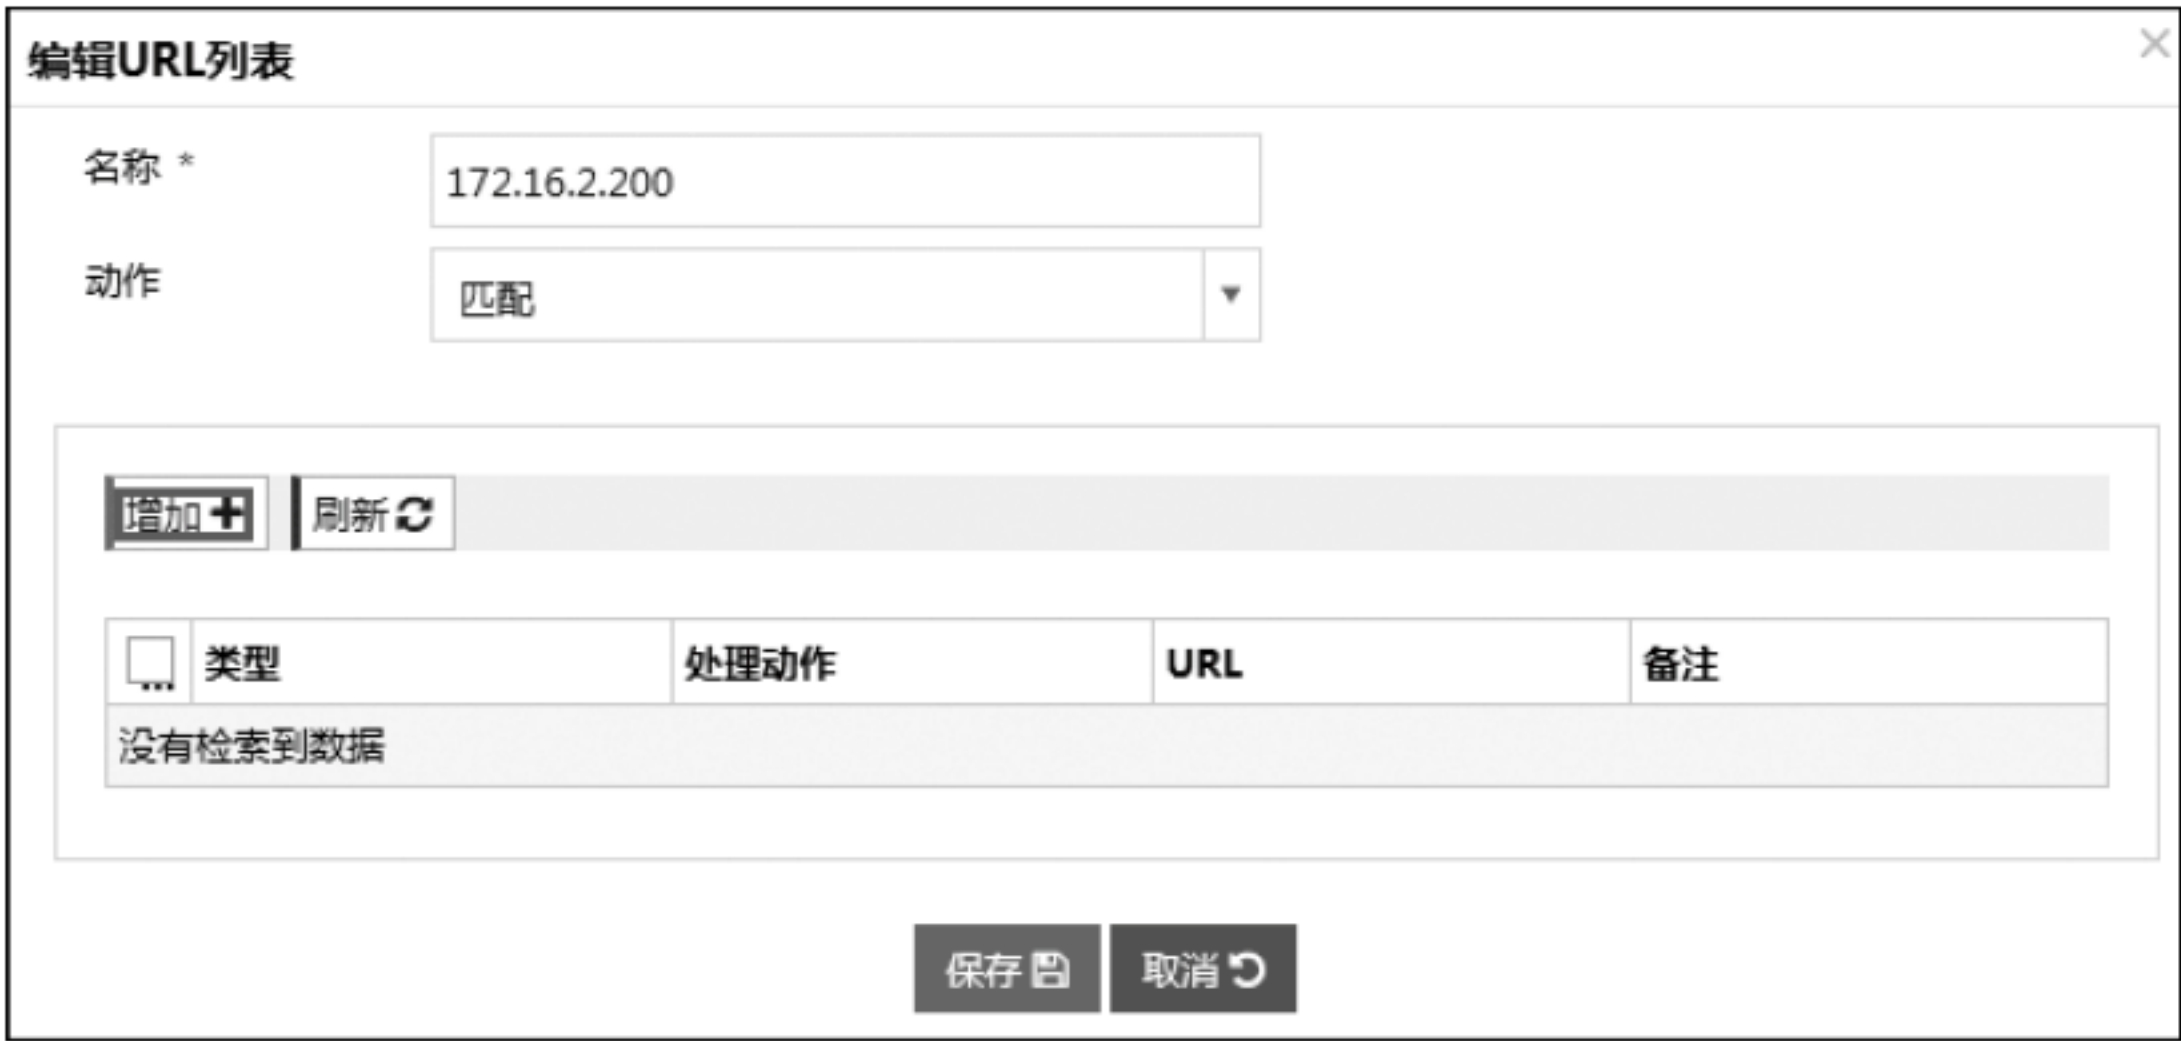 编辑URL列表
名称 * 172.16.2.200
动作 匹配
增加 刷新
类型 处理动作 URL 备注
没有检索到数据
保存 取消